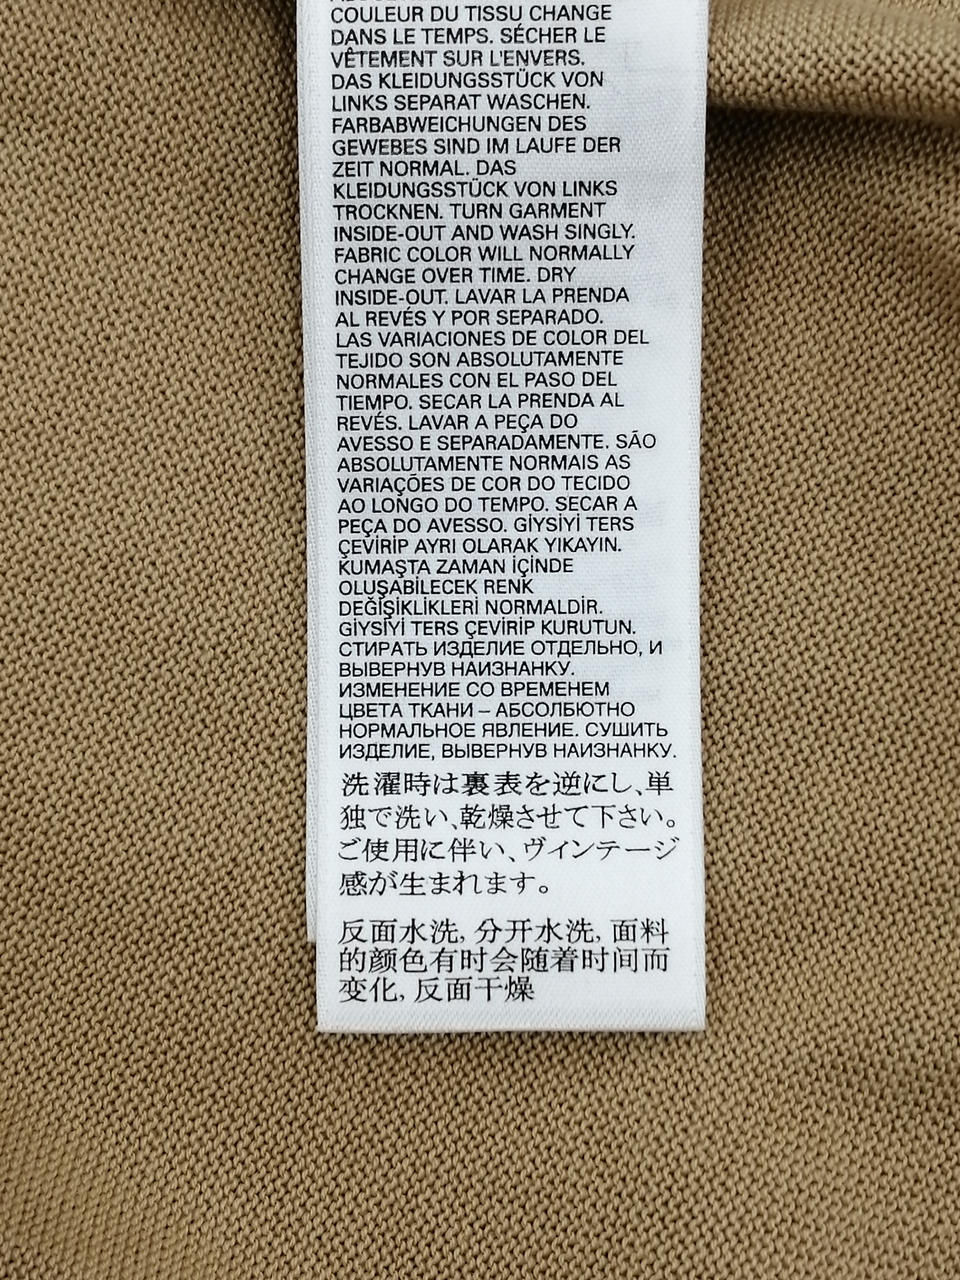 COULEUR DU TISSU CHANGE
DANS LE TEMPS. SÉCHER LE
VÊTEMENT SUR L'ENVERS.
DAS KLEIDUNGSSTÜCK VON
LINKS SEPARAT WASCHEN.
FARBABWEICHUNGEN DES
GEWEBES SIND IM LAUFE DER
ZEIT NORMAL. DAS
KLEIDUNGSSTÜCK VON LINKS
TROCKNEN. TURN GARMENT
INSIDE-OUT AND WASH SINGLY.
FABRIC COLOR WILL NORMALLY
CHANGE OVER TIME. DRY
INSIDE-OUT. LAVAR LA PRENDA
AL REVÉS Y POR SEPARADO.
LAS VARIACIONES DE COLOR DEL
TEJIDO SON ABSOLUTAMENTE
NORMALES CON EL PASO DEL
TIEMPO. SECAR LA PRENDA AL
REVÉS. LAVAR A PEÇA DO
AVESSO E SEPARADAMENTE. SÃO
ABSOLUTAMENTE NORMAIS AS
VARIAÇÕES DE COR DO TECIDO
AO LONGO DO TEMPO. SECAR A
PEÇA DO AVESSO. GİYSİYİ TERS
ÇEVİRİP AYRI OLARAK YIKAYIN.
KUMAŞTA ZAMAN İÇİNDE
OLUŞABİLECEK RENK
DEĞİŞİKLİKLERİ NORMALDİR.
GİYSİYİ TERS ÇEVİRİP KURUTUN.
СТИРАТЬ ИЗДЕЛИЕ ОТДЕЛЬНО, И
ВЫВЕРНУВ НАИЗНАНКУ.
ИЗМЕНЕНИЕ СО ВРЕМЕНЕМ
ЦВЕТА ТКАНИ – АБСОЛБЮТНО
НОРМАЛЬНОЕ ЯВЛЕНИЕ. СУШИТЬ
ИЗДЕЛИЕ, ВЫВЕРНУВ НАИЗНАНКУ.
洗濯時は裏表を逆にし、単
独で洗い、乾燥させて下さい。
ご使用に伴い、ヴィンテージ
感が生まれます。
反面水洗, 分开水洗, 面料
的颜色有时会随着时间而
变化, 反面干燥